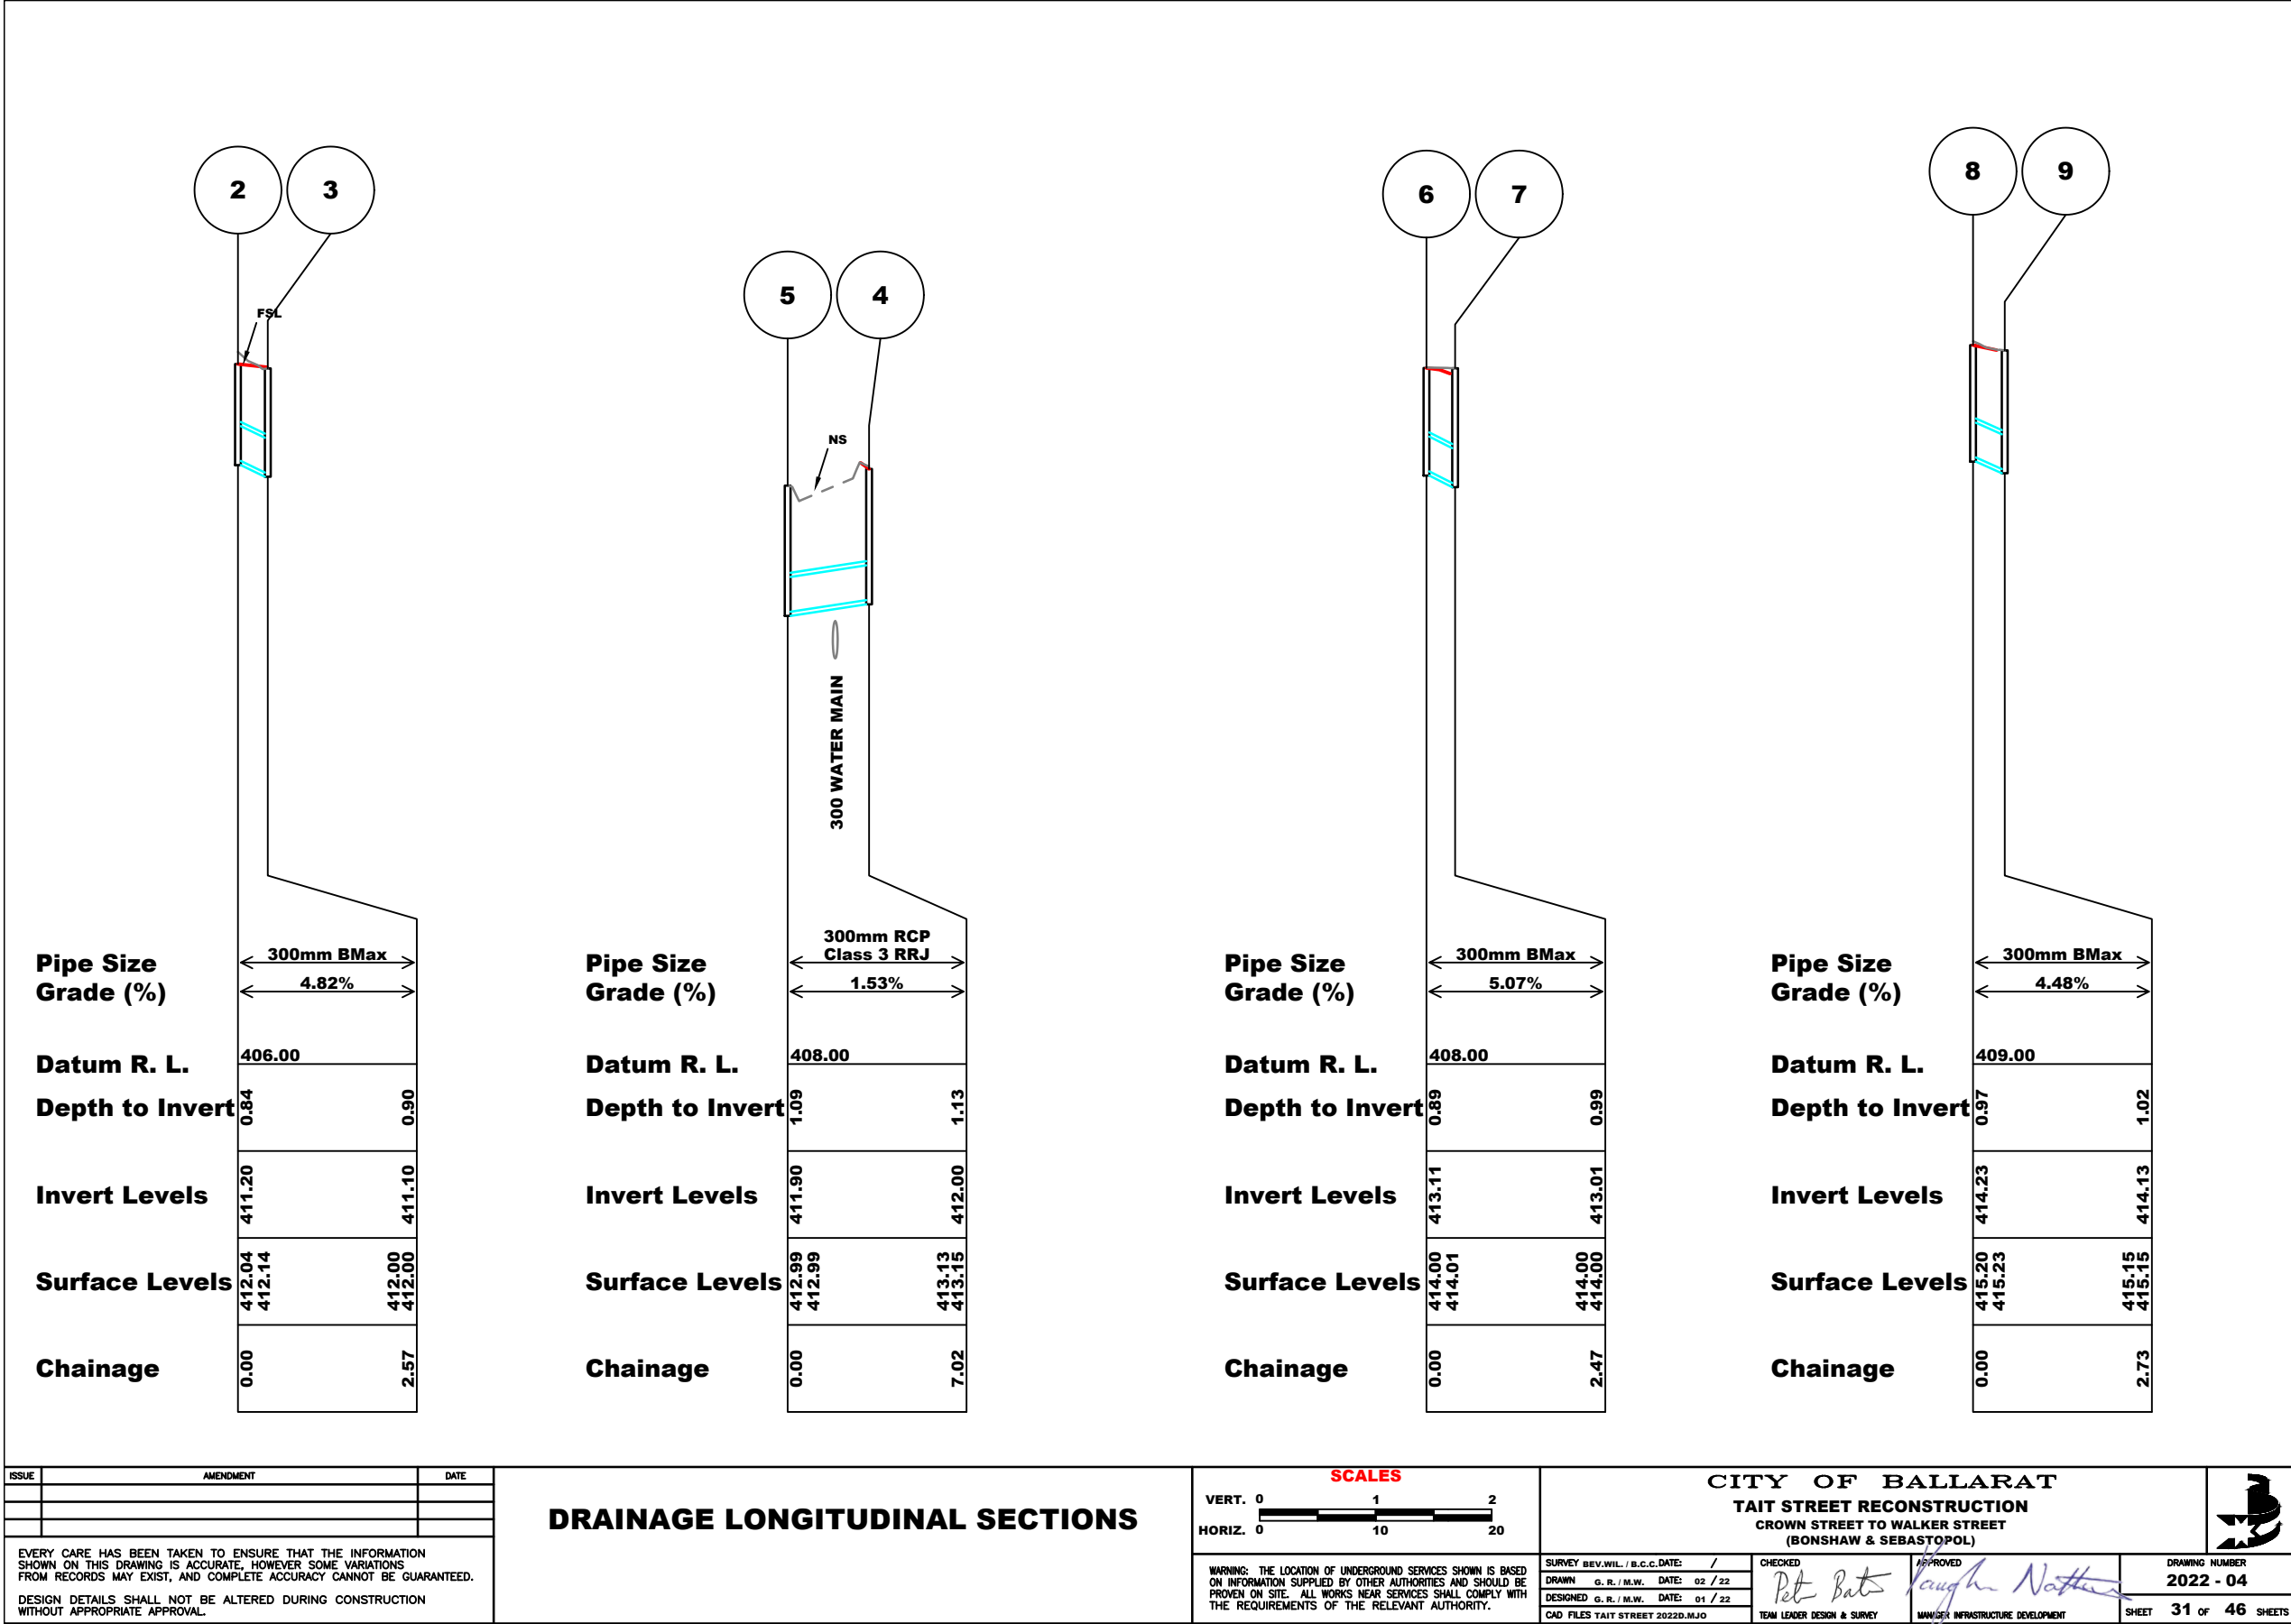 2 3
FSL
5 4
NS
300 WATER MAIN
6 7
8 9
Pipe Size 300mm BMax
Grade (%) 4.82%
Datum R. L. 406.00
Depth to Invert 0.84 0.90
Invert Levels 411.20 411.10
Surface Levels 412.04 412.14 412.00 412.00
Chainage 0.00 2.57
Pipe Size 300mm RCP Class 3 RRJ
Grade (%) 1.53%
Datum R. L. 408.00
Depth to Invert 1.09 1.13
Invert Levels 411.90 412.00
Surface Levels 412.99 412.99 413.13 413.15
Chainage 0.00 7.02
Pipe Size 300mm BMax
Grade (%) 5.07%
Datum R. L. 408.00
Depth to Invert 0.89 0.99
Invert Levels 413.11 413.01
Surface Levels 414.00 414.01 414.00 414.00
Chainage 0.00 2.47
Pipe Size 300mm BMax
Grade (%) 4.48%
Datum R. L. 409.00
Depth to Invert 0.97 1.02
Invert Levels 414.23 414.13
Surface Levels 415.20 415.23 415.15 415.15
Chainage 0.00 2.73
ISSUE AMENDMENT DATE
EVERY CARE HAS BEEN TAKEN TO ENSURE THAT THE INFORMATION
SHOWN ON THIS DRAWING IS ACCURATE, HOWEVER SOME VARIATIONS
FROM RECORDS MAY EXIST, AND COMPLETE ACCURACY CANNOT BE GUARANTEED.
DESIGN DETAILS SHALL NOT BE ALTERED DURING CONSTRUCTION
WITHOUT APPROPRIATE APPROVAL.
DRAINAGE LONGITUDINAL SECTIONS
SCALES
VERT. 0 1 2
HORIZ. 0 10 20
WARNING: THE LOCATION OF UNDERGROUND SERVICES SHOWN IS BASED
ON INFORMATION SUPPLIED BY OTHER AUTHORITIES AND SHOULD BE
PROVEN ON SITE. ALL WORKS NEAR SERVICES SHALL COMPLY WITH
THE REQUIREMENTS OF THE RELEVANT AUTHORITY.
CITY OF BALLARAT
TAIT STREET RECONSTRUCTION
CROWN STREET TO WALKER STREET
(BONSHAW & SEBASTOPOL)
SURVEY BEV.WIL. / B.C.C. DATE: /
DRAWN G. R. / M.W. DATE: 02 / 22
DESIGNED G. R. / M.W. DATE: 01 / 22
CAD FILES TAIT STREET 2022D.MJO
CHECKED
TEAM LEADER DESIGN & SURVEY
APPROVED
MANAGER INFRASTRUCTURE DEVELOPMENT
DRAWING NUMBER
2022 - 04
SHEET 31 OF 46 SHEETS